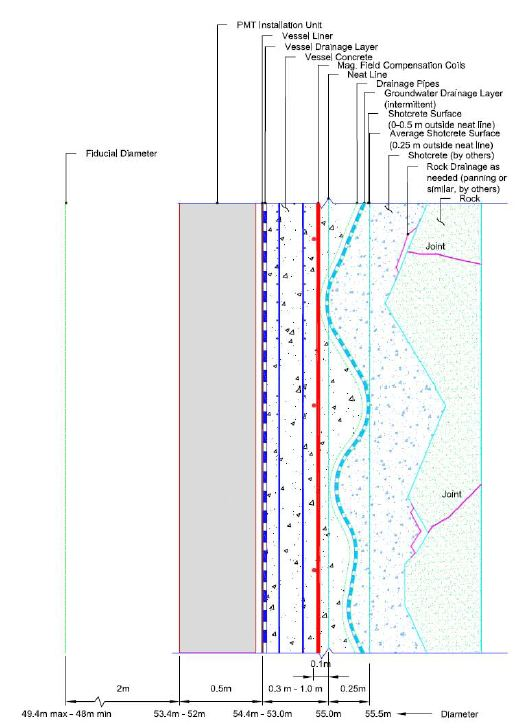 PMT Installation Unit
Vessel Liner
Vessel Drainage Layer
Vessel Concrete
Mag. Field Compensation Coils
Neat Line
Drainage Pipes
Groundwater Drainage Layer
(intermittent)
Shotcrete Surface
(0-0.5 m outside neat line)
Average Shotcrete Surface
(0.25 m outside neat line)
Fiducial Diameter
Shotcrete (by others)
Rock Drainage as
needed (panning or
similar, by others)
Rock
Joint
Joint
0.1m
2m
0.5m
0.3 m - 1.0 m
0.25m
49.4m max - 48m min
53.4m - 52m
54.4m - 53.0m
55.0m
55.5m
Diameter